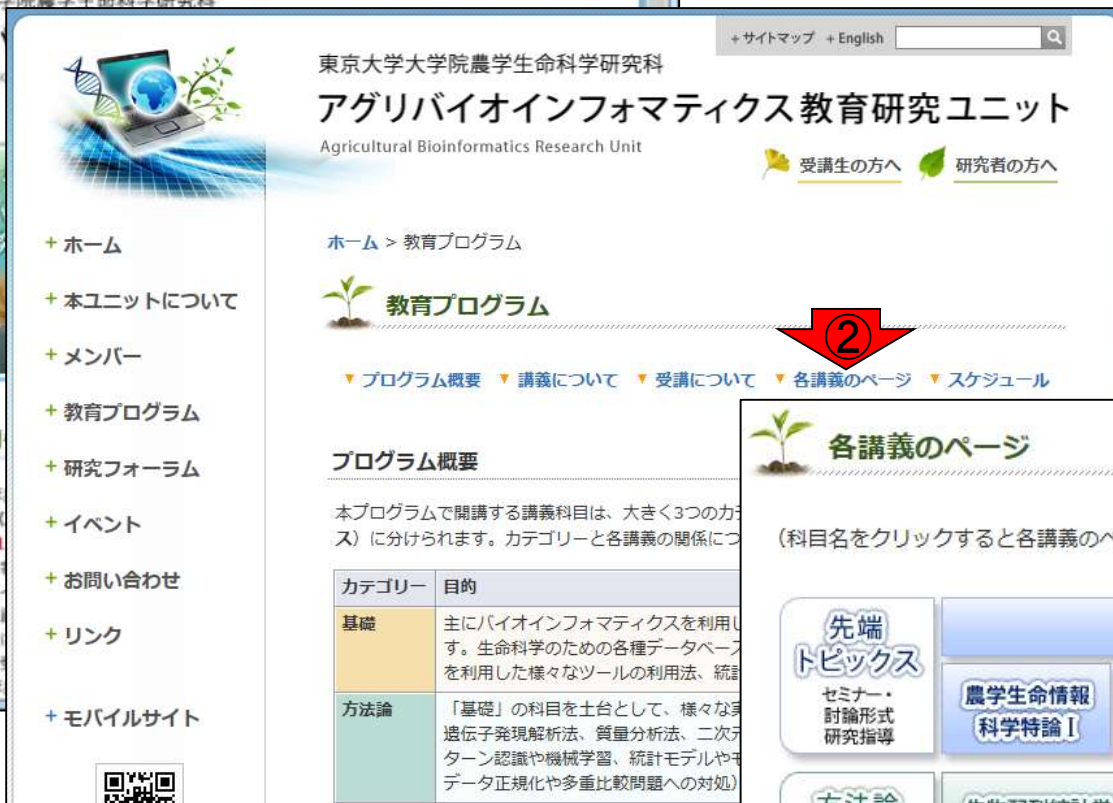 + サイトマップ + English
東京大学大学院農学生命科学研究科
アグリバイオインフォマティクス教育研究ユニット
Agricultural Bioinformatics Research Unit
受講生の方へ 研究者の方へ
+ ホーム
+ 本ユニットについて
+ メンバー
+ 教育プログラム
+ 研究フォーラム
+ イベント
+ お問い合わせ
+ リンク
+ モバイルサイト
ホーム > 教育プログラム
教育プログラム
②
▼ プログラム概要 ▼ 講義について ▼ 受講について ▼ 各講義のページ ▼ スケジュール
プログラム概要
本プログラムで開講する講義科目は、大きく3つのカ
ス）に分けられます。カテゴリーと各講義の関係につ
カテゴリー 目的
基礎 主にバイオインフォマティクスを利用し
す。生命科学のための各種データベース
を利用した様々なツールの利用法、統
方法論 「基礎」の科目を土台として、様々な実
遺伝子発現解析法、質量分析法、二次元
ターン認識や機械学習、統計モデルやモ
データ正規化や多重比較問題への対処）
各講義のページ
（科目名をクリックすると各講義のペ
先端
トピックス
セミナー・
討論形式
研究指導
農学生命情報
科学特論 I
方法論